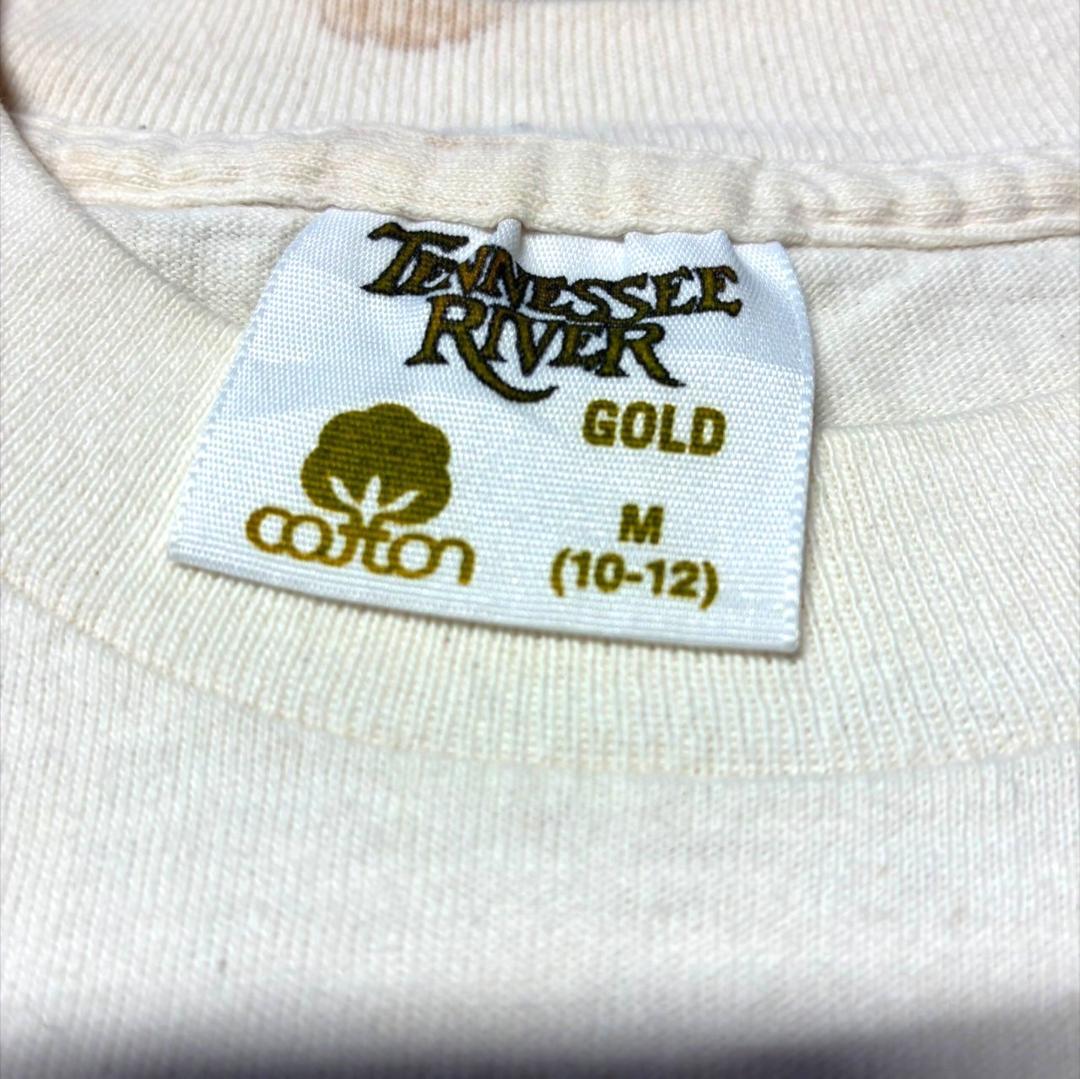 TENNESSEE
RIVER
GOLD
cotton
M
(10-12)